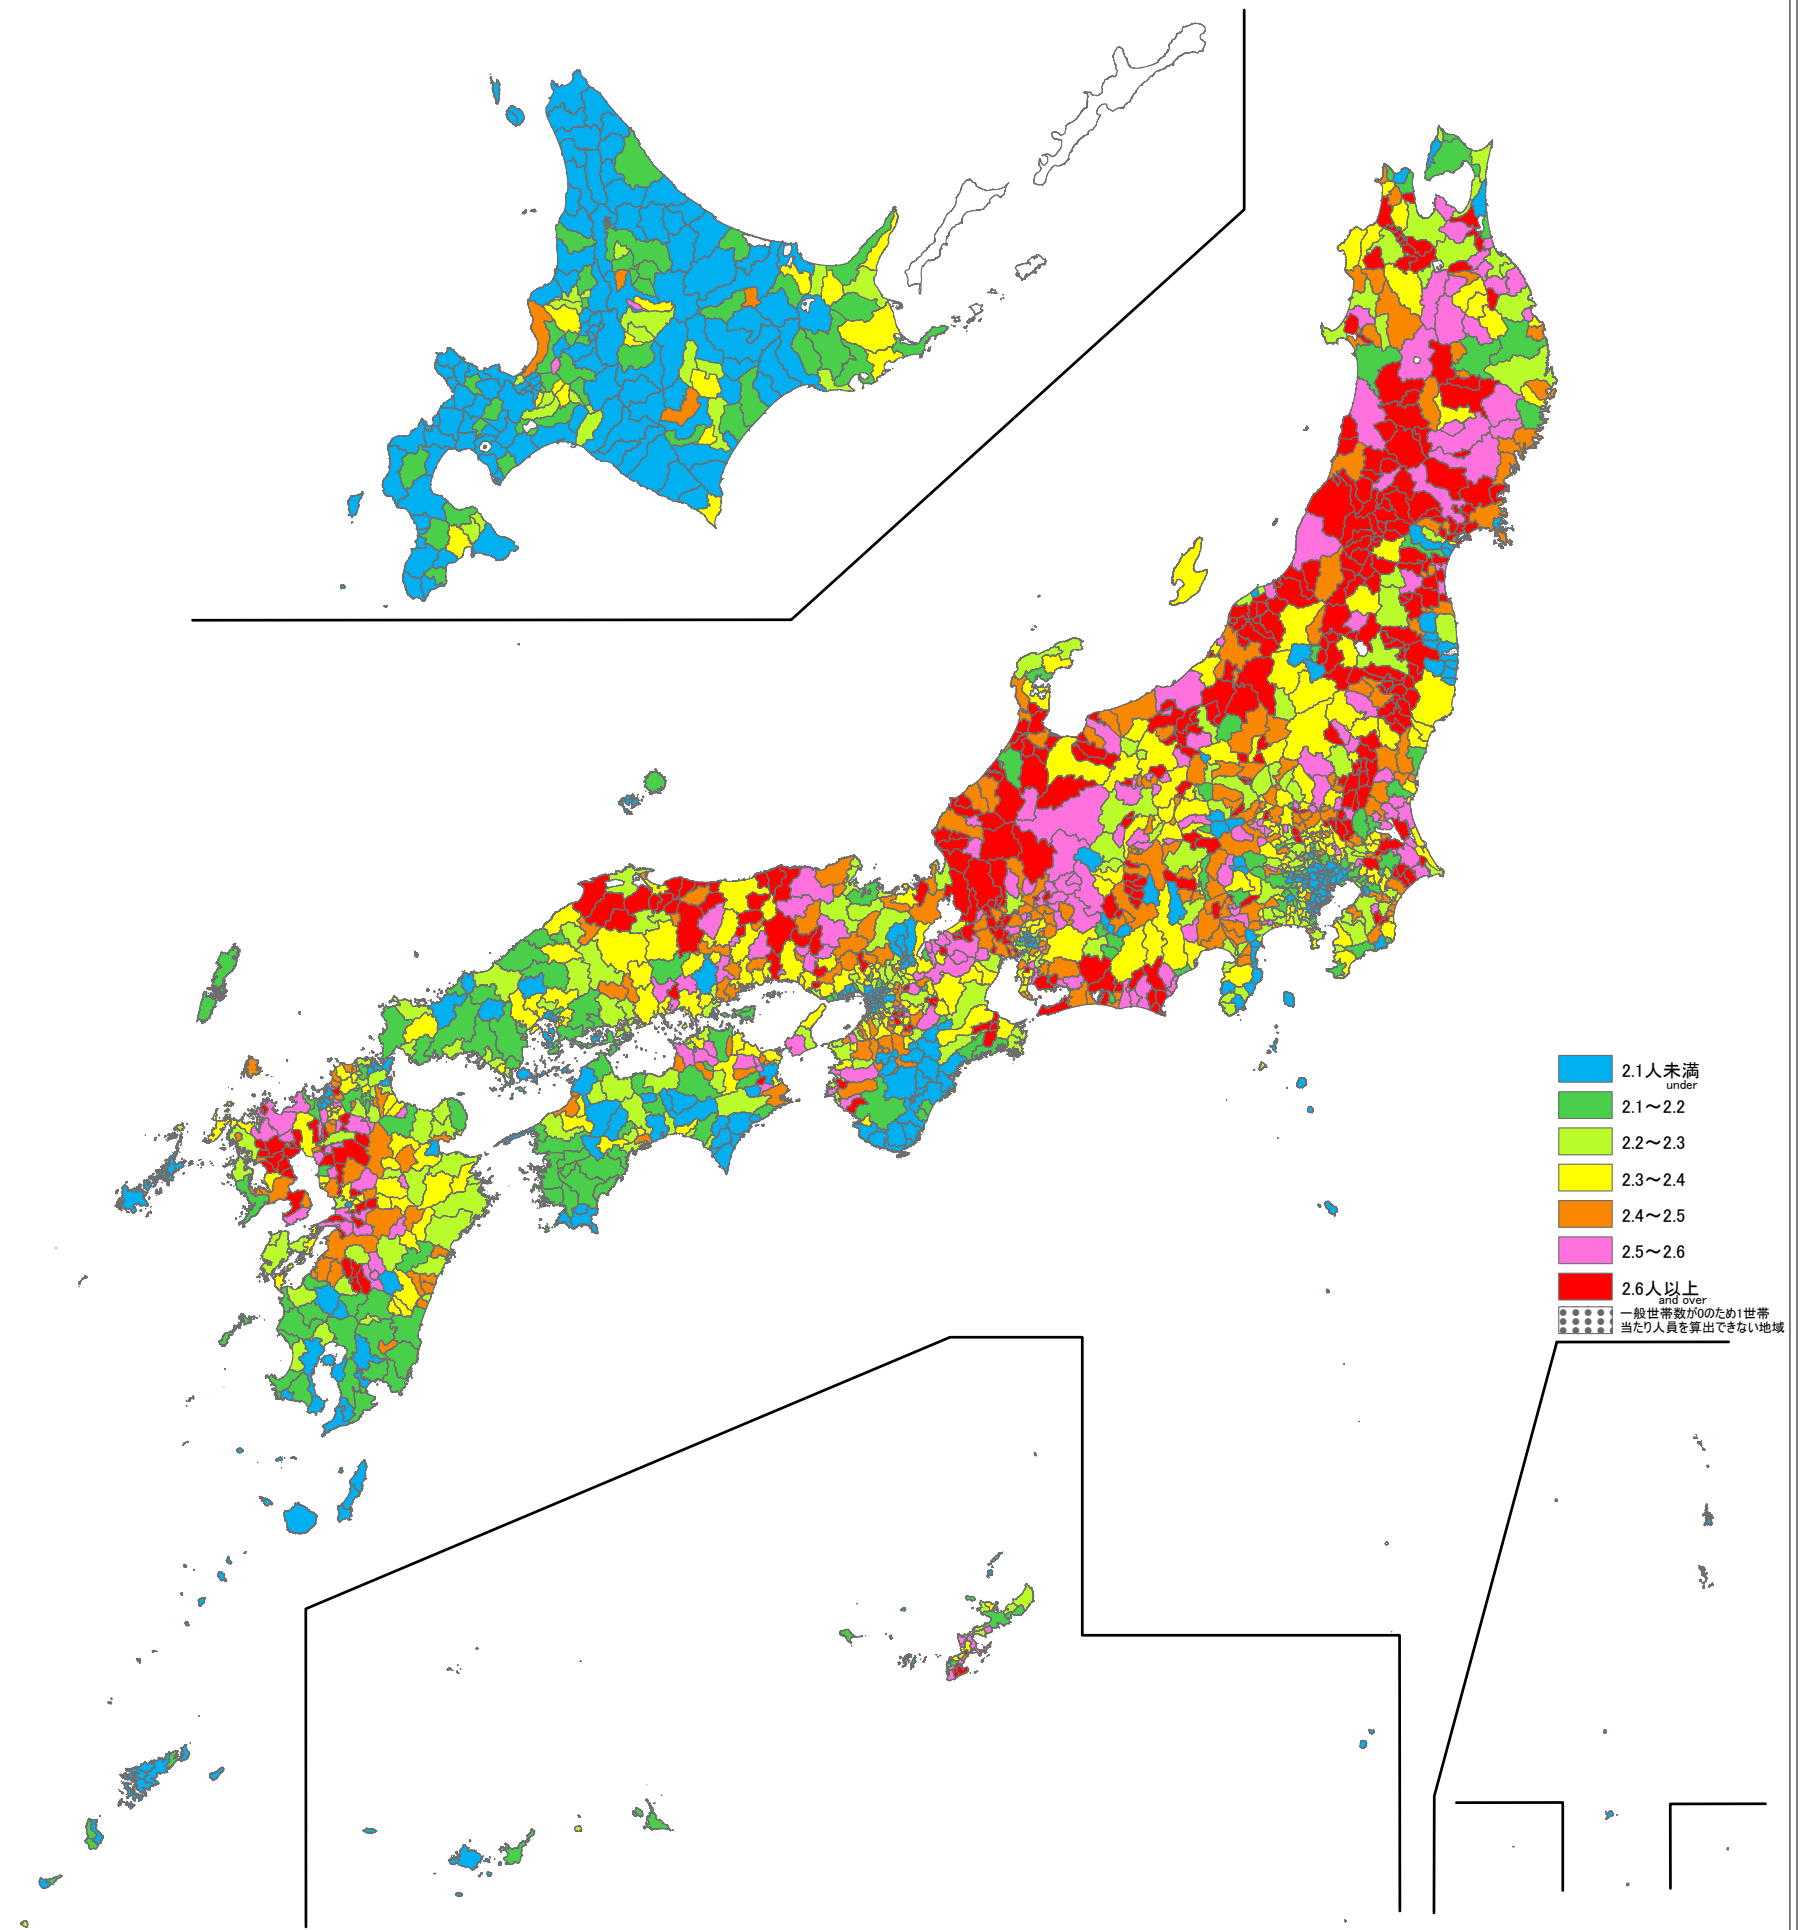 2.1人未満
under
2.1～2.2
2.2～2.3
2.3～2.4
2.4～2.5
2.5～2.6
2.6人以上
and over
一般世帯数が0のため1世帯
当たり人員を算出できない地域